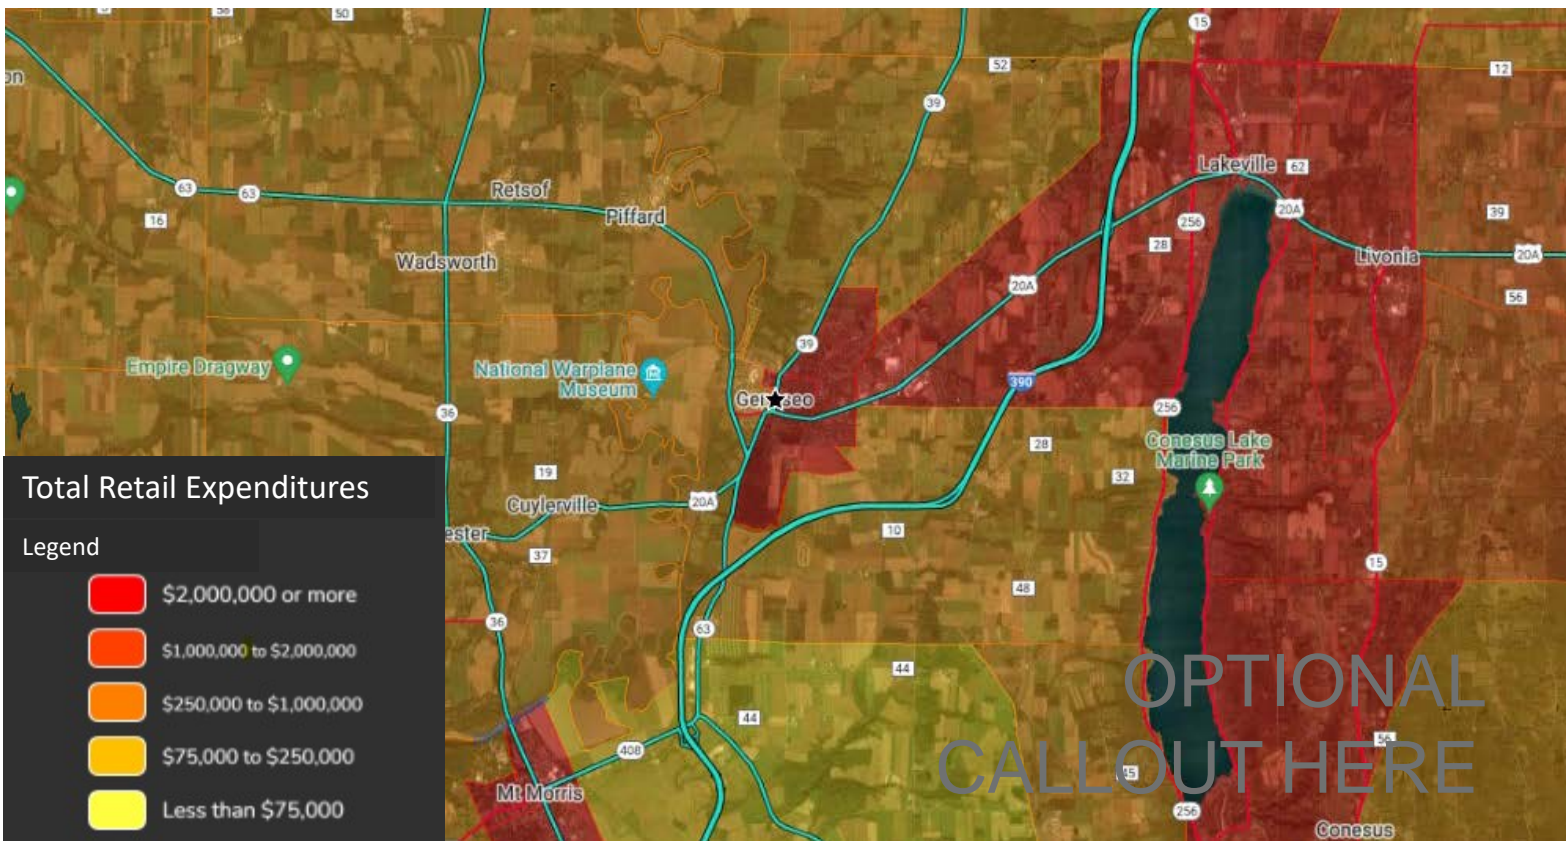 58
50
15
52
12
39
Lakeville
62
63
63
Retsof
16
Piffard
20A
39
256
28
Wadsworth
Livonia
20A
20A
56
39
Empire Dragway
National Warplane
Museum
390
36
256
Conesus Lake
Marine Park
28
19
32
Cuylerville
20A
10
37
15
48
36
63
44
44
408
Mt Morris
56
45
256
Conesus
Total Retail Expenditures
Legend
$2,000,000 or more
$1,000,000 to $2,000,000
$250,000 to $1,000,000
$75,000 to $250,000
Less than $75,000
OPTIONAL
CALLOUT HERE